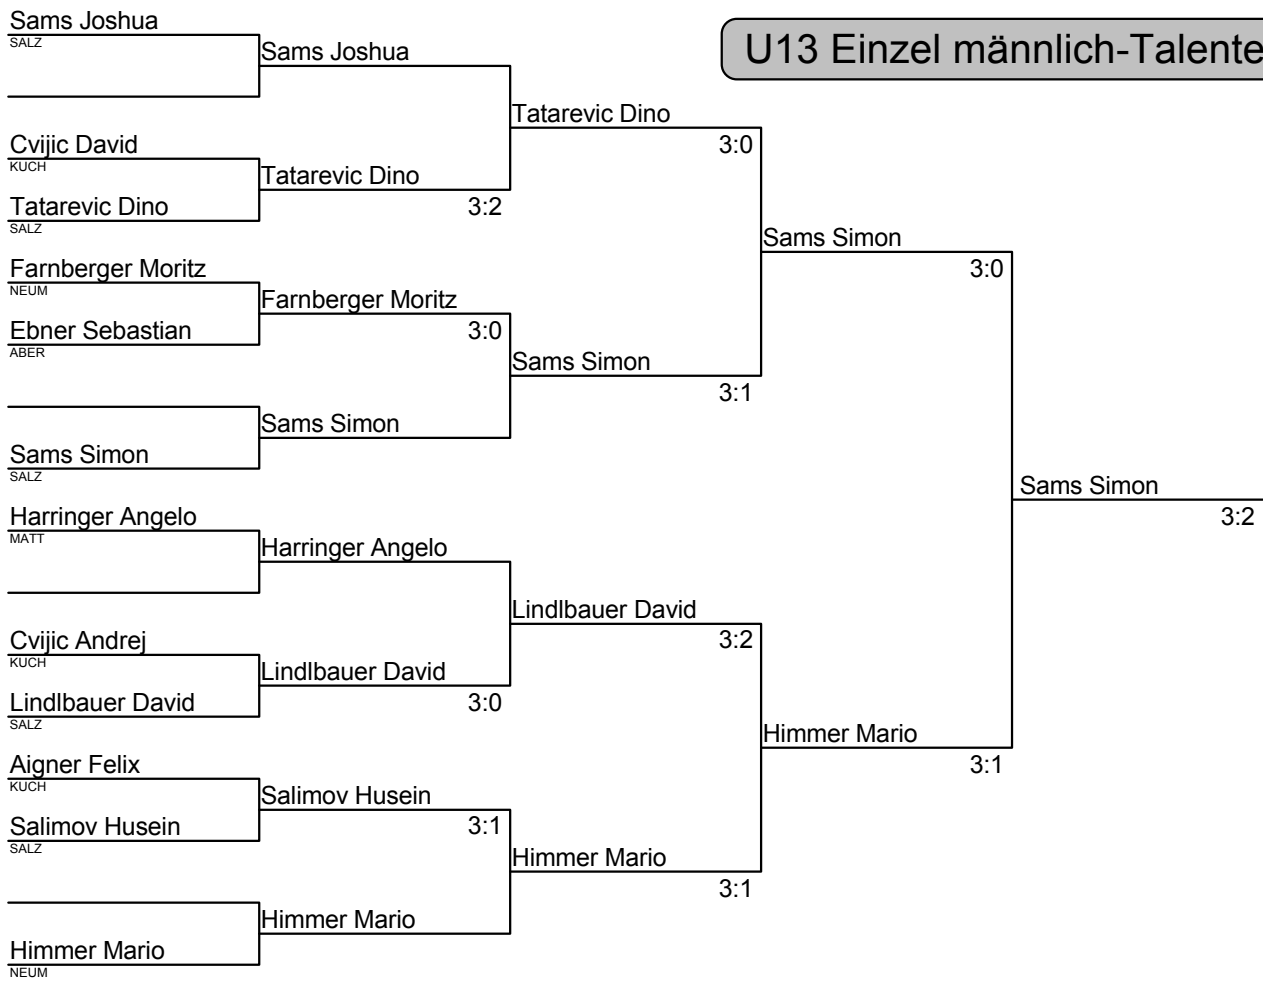 U13 Einzel männlich-Talente
Sams Joshua
SALZ
Cvijic David
KUCH
Tatarevic Dino
SALZ
Farnberger Moritz
NEUM
Ebner Sebastian
ABER
Sams Simon
SALZ
Harringer Angelo
MATT
Cvijic Andrej
KUCH
Lindlbauer David
SALZ
Aigner Felix
KUCH
Salimov Husein
SALZ
Himmer Mario
NEUM
Sams Joshua
Tatarevic Dino
3:2
Farnberger Moritz
3:0
Sams Simon
Harringer Angelo
Lindlbauer David
3:0
Salimov Husein
3:1
Himmer Mario
Tatarevic Dino
3:0
Sams Simon
3:1
Lindlbauer David
3:2
Himmer Mario
3:1
Sams Simon
3:0
Himmer Mario
3:1
Sams Simon
3:2